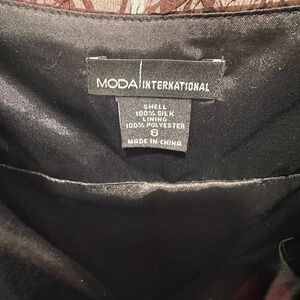 MODA INTERNATIONAL
SHELL
100% SILK
LINING
100% POLYESTER
6
MADE IN CHINA